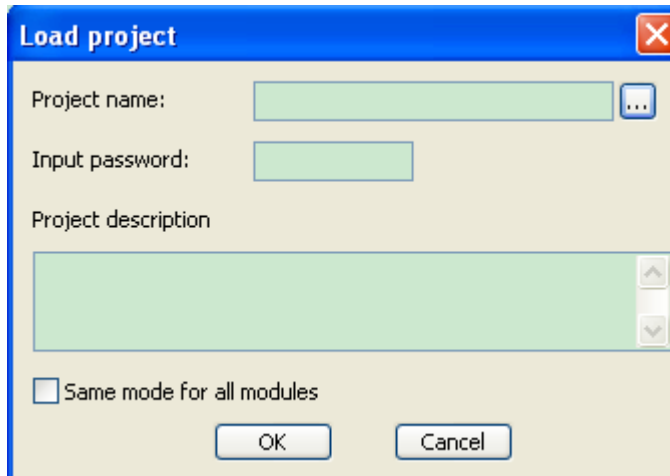 Load project
Project name:
...
Input password:
Project description
Same mode for all modules
OK Cancel